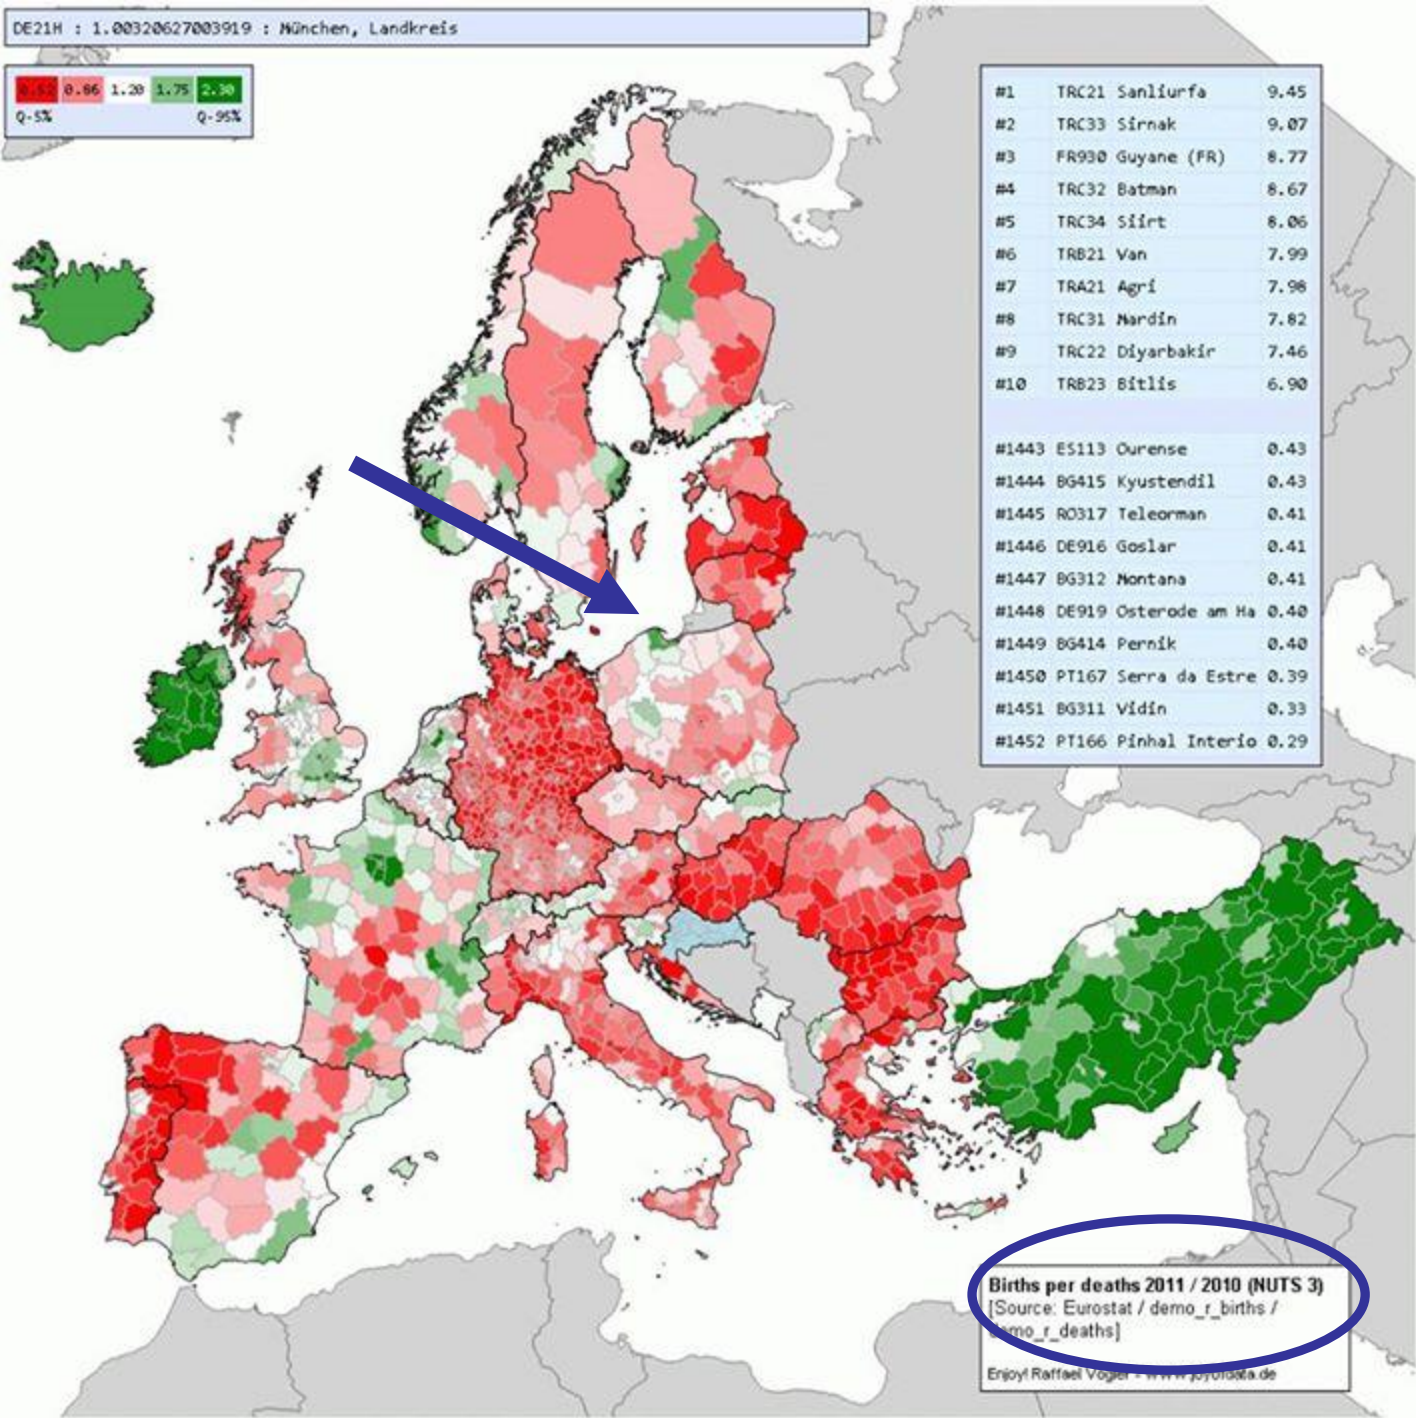 DE21H : 1.00320627003919 : München, Landkreis
0.52 0.86 1.20 1.75 2.30
Q-5% Q-95%
#1 TRC21 Sanliurfa 9.45
#2 TRC33 Sirnak 9.07
#3 FR930 Guyane (FR) 8.77
#4 TRC32 Batman 8.67
#5 TRC34 Siirt 8.06
#6 TRB21 Van 7.99
#7 TRA21 Agri 7.98
#8 TRC31 Mardin 7.82
#9 TRC22 Diyarbakir 7.46
#10 TRB23 Bitlis 6.90
#1443 ES113 Ourense 0.43
#1444 BG415 Kyustendil 0.43
#1445 RO317 Teleorman 0.41
#1446 DE916 Goslar 0.41
#1447 BG312 Montana 0.41
#1448 DE919 Osterode am Ha 0.40
#1449 BG414 Pernik 0.40
#1450 PT167 Serra da Estre 0.39
#1451 BG311 Vidin 0.33
#1452 PT166 Pinhal Interio 0.29
Births per deaths 2011 / 2010 (NUTS 3)
[Source: Eurostat / demo_r_births /
demo_r_deaths]
Enjoy! Raffael Vogler - www.joyofdata.de